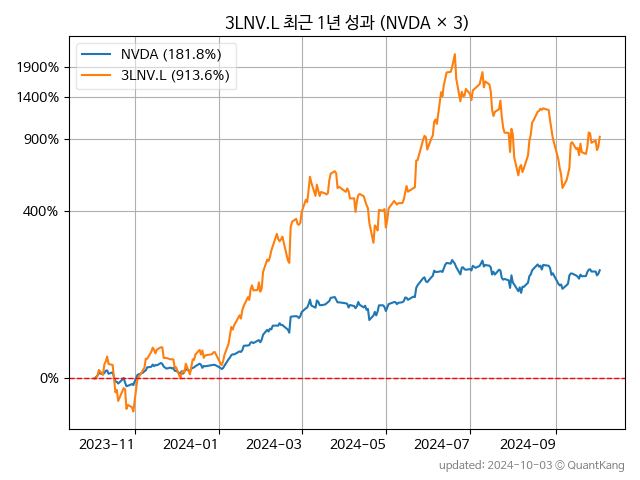 3LNV.L 최근 1년 성과 (NVDA × 3)
NVDA (181.8%)
3LNV.L (913.6%)
1900%
1400%
900%
400%
0%
2023-11
2024-01
2024-03
2024-05
2024-07
2024-09
updated: 2024-10-03 © QuantKang